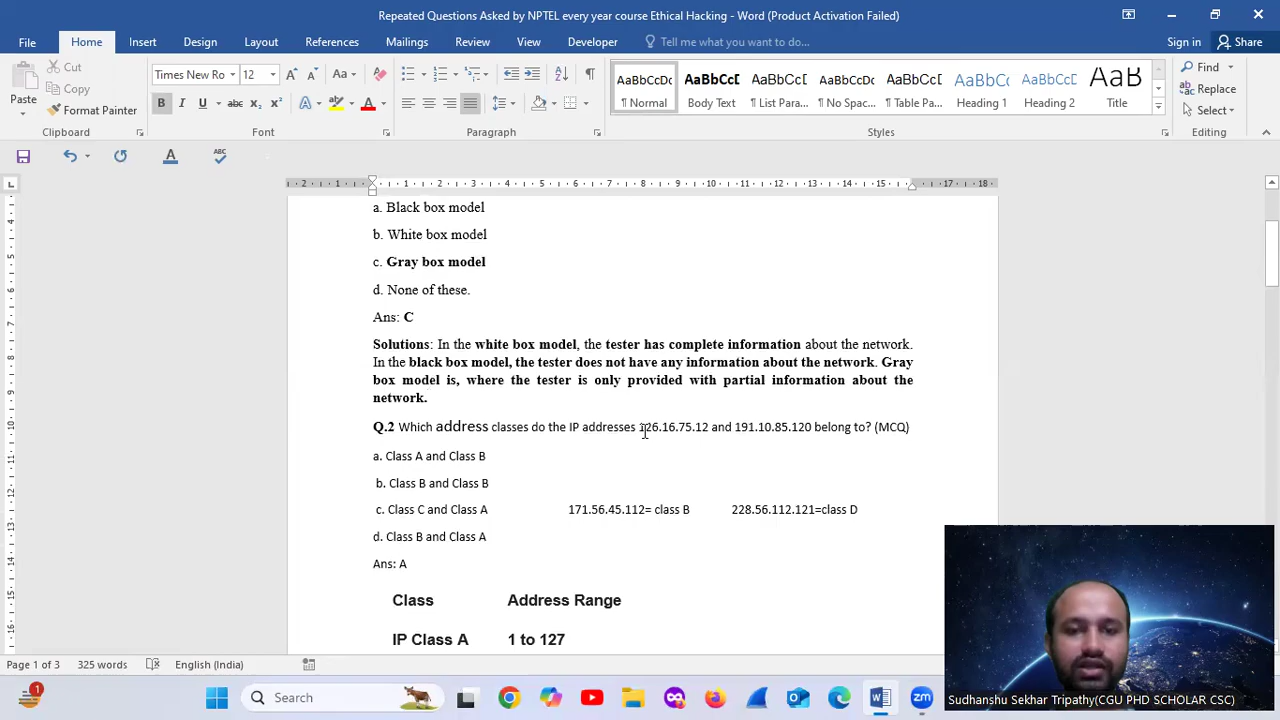 Repeated Questions Asked by NPTEL every year course Ethical Hacking - Word (Product Activation Failed)
File Home Insert Design Layout References Mailings Review View Developer Tell me what you want to do... Sign in Share
Paste Cut Copy Format Painter
Times New Ro 12 Aa
AaBbCcDc AaBbCcD AaBbCc AaBbCcDc AaBbCcD AaBbCc AaBbCcD AaB
¶ Normal Body Text ¶ List Para... ¶ No Spac... ¶ Table Pa... Heading 1 Heading 2 Title
Find Replace Select
Clipboard Font Paragraph Styles Editing
a. Black box model
b. White box model
c. Gray box model
d. None of these.
Ans: C
Solutions: In the white box model, the tester has complete information about the network.
In the black box model, the tester does not have any information about the network. Gray
box model is, where the tester is only provided with partial information about the
network.
Q.2 Which address classes do the IP addresses 126.16.75.12 and 191.10.85.120 belong to? (MCQ)
a. Class A and Class B
b. Class B and Class B
c. Class C and Class A 171.56.45.112= class B 228.56.112.121=class D
d. Class B and Class A
Ans: A
Class Address Range
IP Class A 1 to 127
Page 1 of 3 325 words English (India)
Search
Sudhanshu Sekhar Tripathy(CGU PHD SCHOLAR CSC)